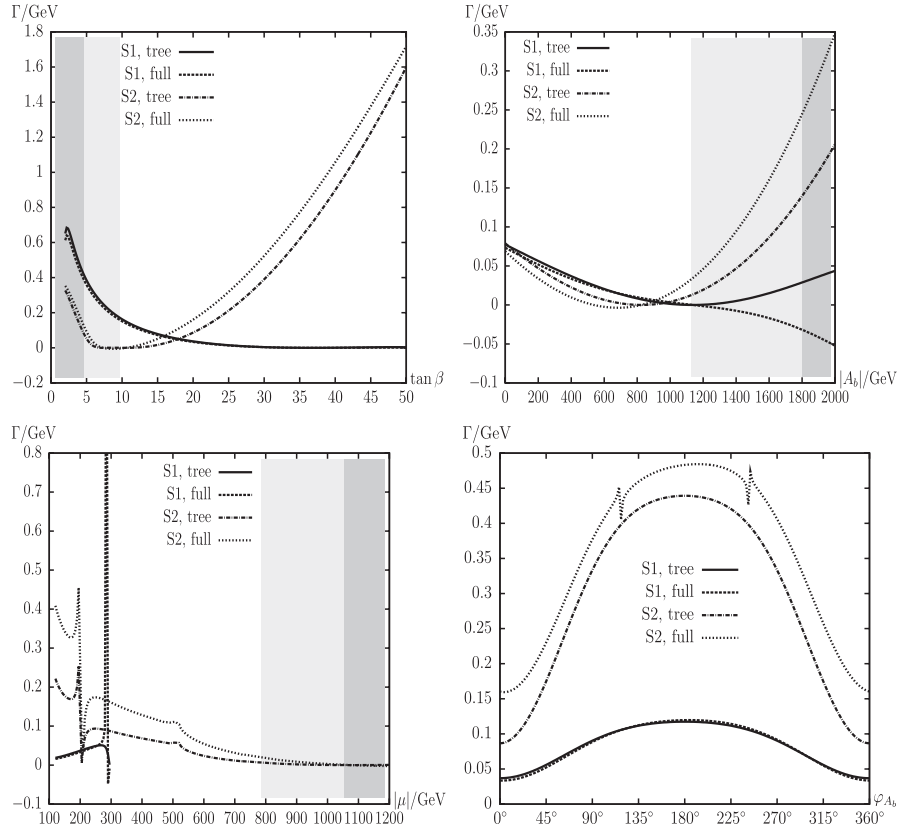 Γ/GeV
1.8
1.6
1.4
1.2
1
0.8
0.6
0.4
0.2
0
−0.2
S1, tree
S1, full
S2, tree
S2, full
0 5 10 15 20 25 30 35 40 45 50
tan β
Γ/GeV
0.35
0.3
0.25
0.2
0.15
0.1
0.05
0
−0.05
−0.1
S1, tree
S1, full
S2, tree
S2, full
0 200 400 600 800 1000 1200 1400 1600 1800 2000
|A_b|/GeV
Γ/GeV
0.8
0.7
0.6
0.5
0.4
0.3
0.2
0.1
0
−0.1
S1, tree
S1, full
S2, tree
S2, full
100 200 300 400 500 600 700 800 900 1000 1100 1200
|μ|/GeV
Γ/GeV
0.5
0.45
0.4
0.35
0.3
0.25
0.2
0.15
0.1
0.05
0
S1, tree
S1, full
S2, tree
S2, full
0° 45° 90° 135° 180° 225° 270° 315° 360°
φ_{A_b}